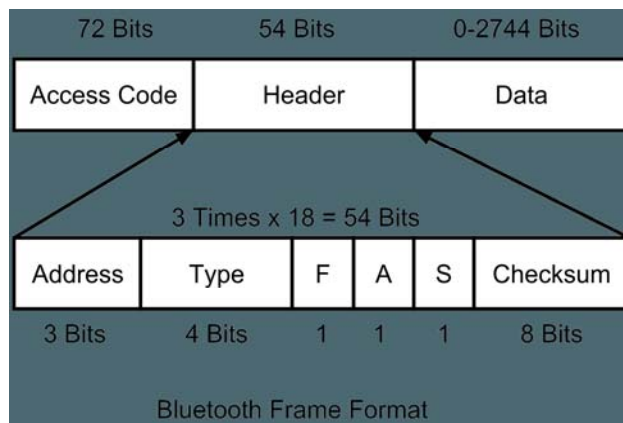 72 Bits 54 Bits 0-2744 Bits
Access Code Header Data
3 Times x 18 = 54 Bits
Address Type F A S Checksum
3 Bits 4 Bits 1 1 1 8 Bits
Bluetooth Frame Format